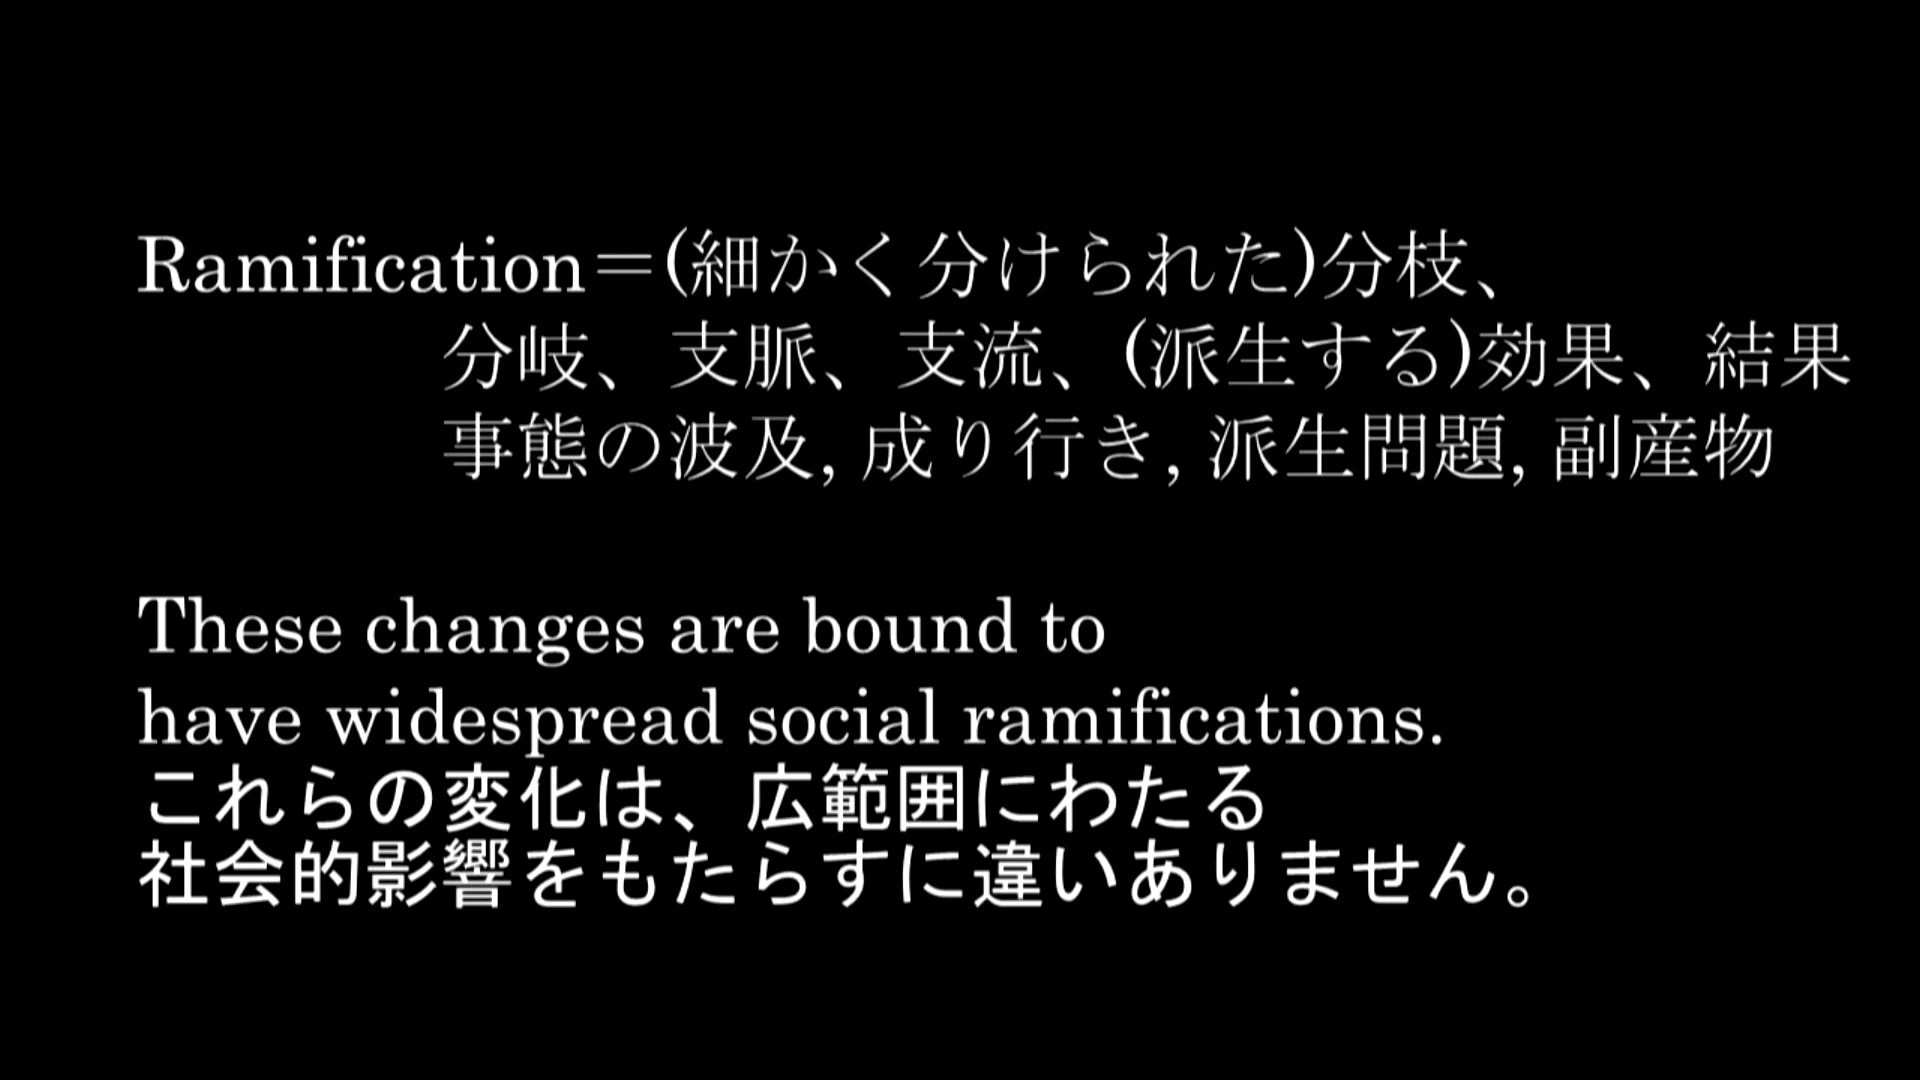 Ramification＝(細かく分けられた)分枝、
分岐、支脈、支流、(派生する)効果、結果
事態の波及, 成り行き, 派生問題, 副産物
These changes are bound to
have widespread social ramifications.
これらの変化は、広範囲にわたる
社会的影響をもたらすに違いありません。